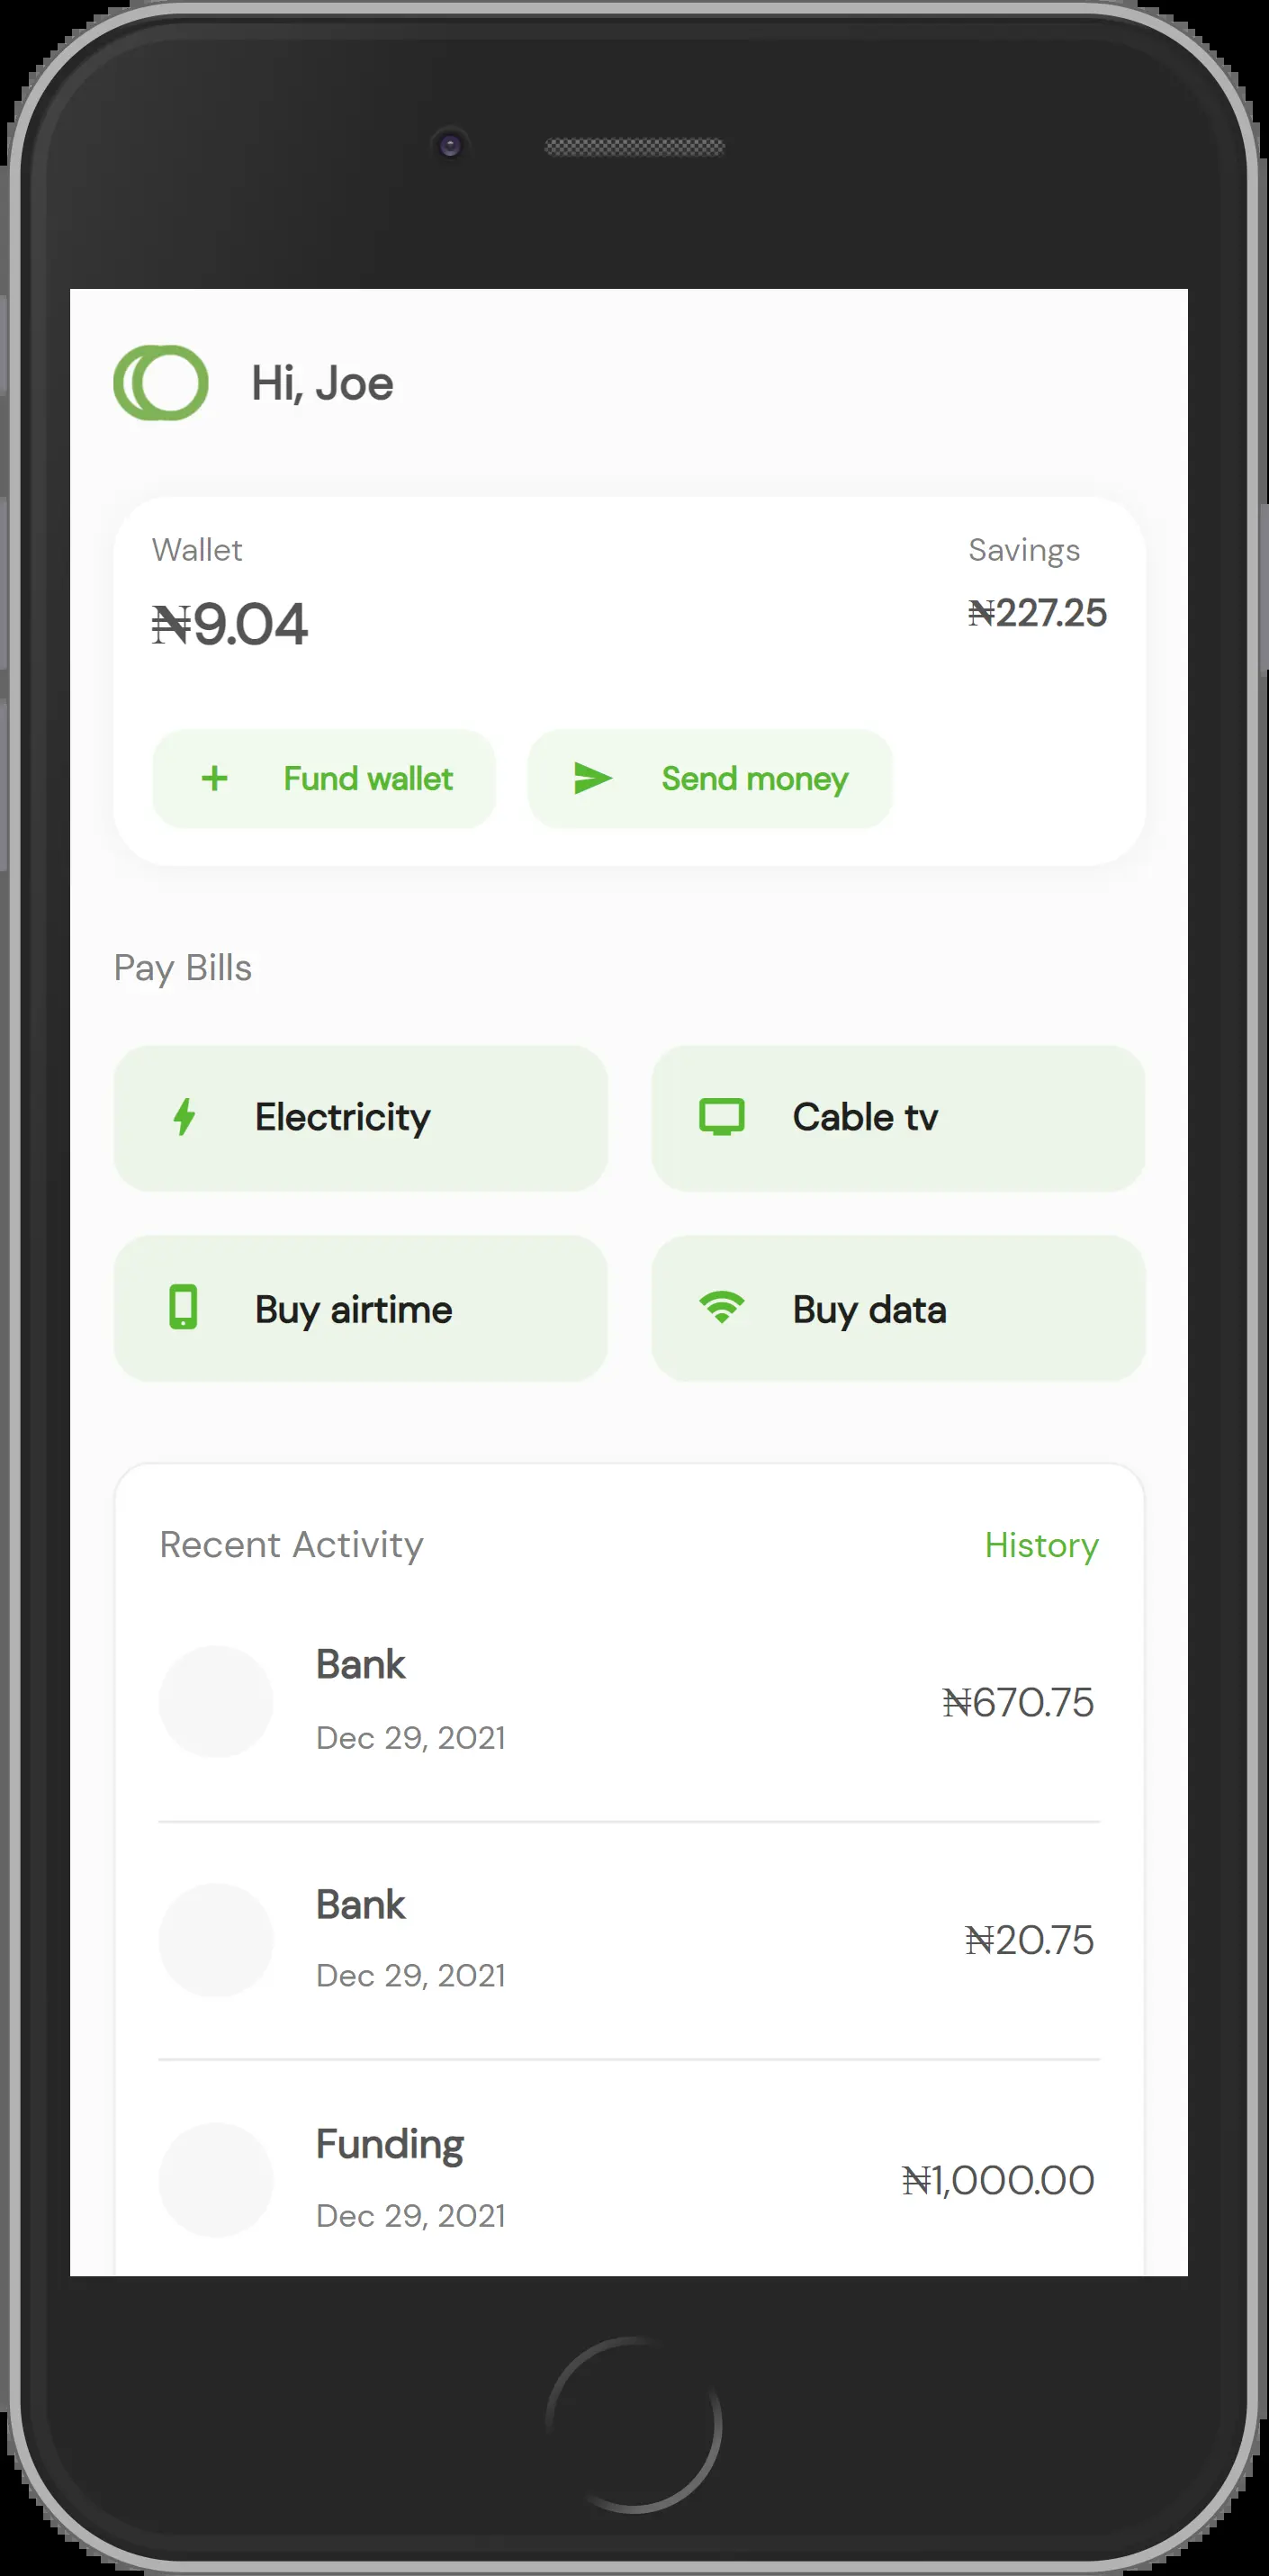 Hi, Joe
Wallet
Savings
₦9.04
₦227.25
Fund wallet
Send money
Pay Bills
Electricity
Cable tv
Buy airtime
Buy data
Recent Activity
History
Bank
₦670.75
Dec 29, 2021
Bank
₦20.75
Dec 29, 2021
Funding
₦1,000.00
Dec 29, 2021